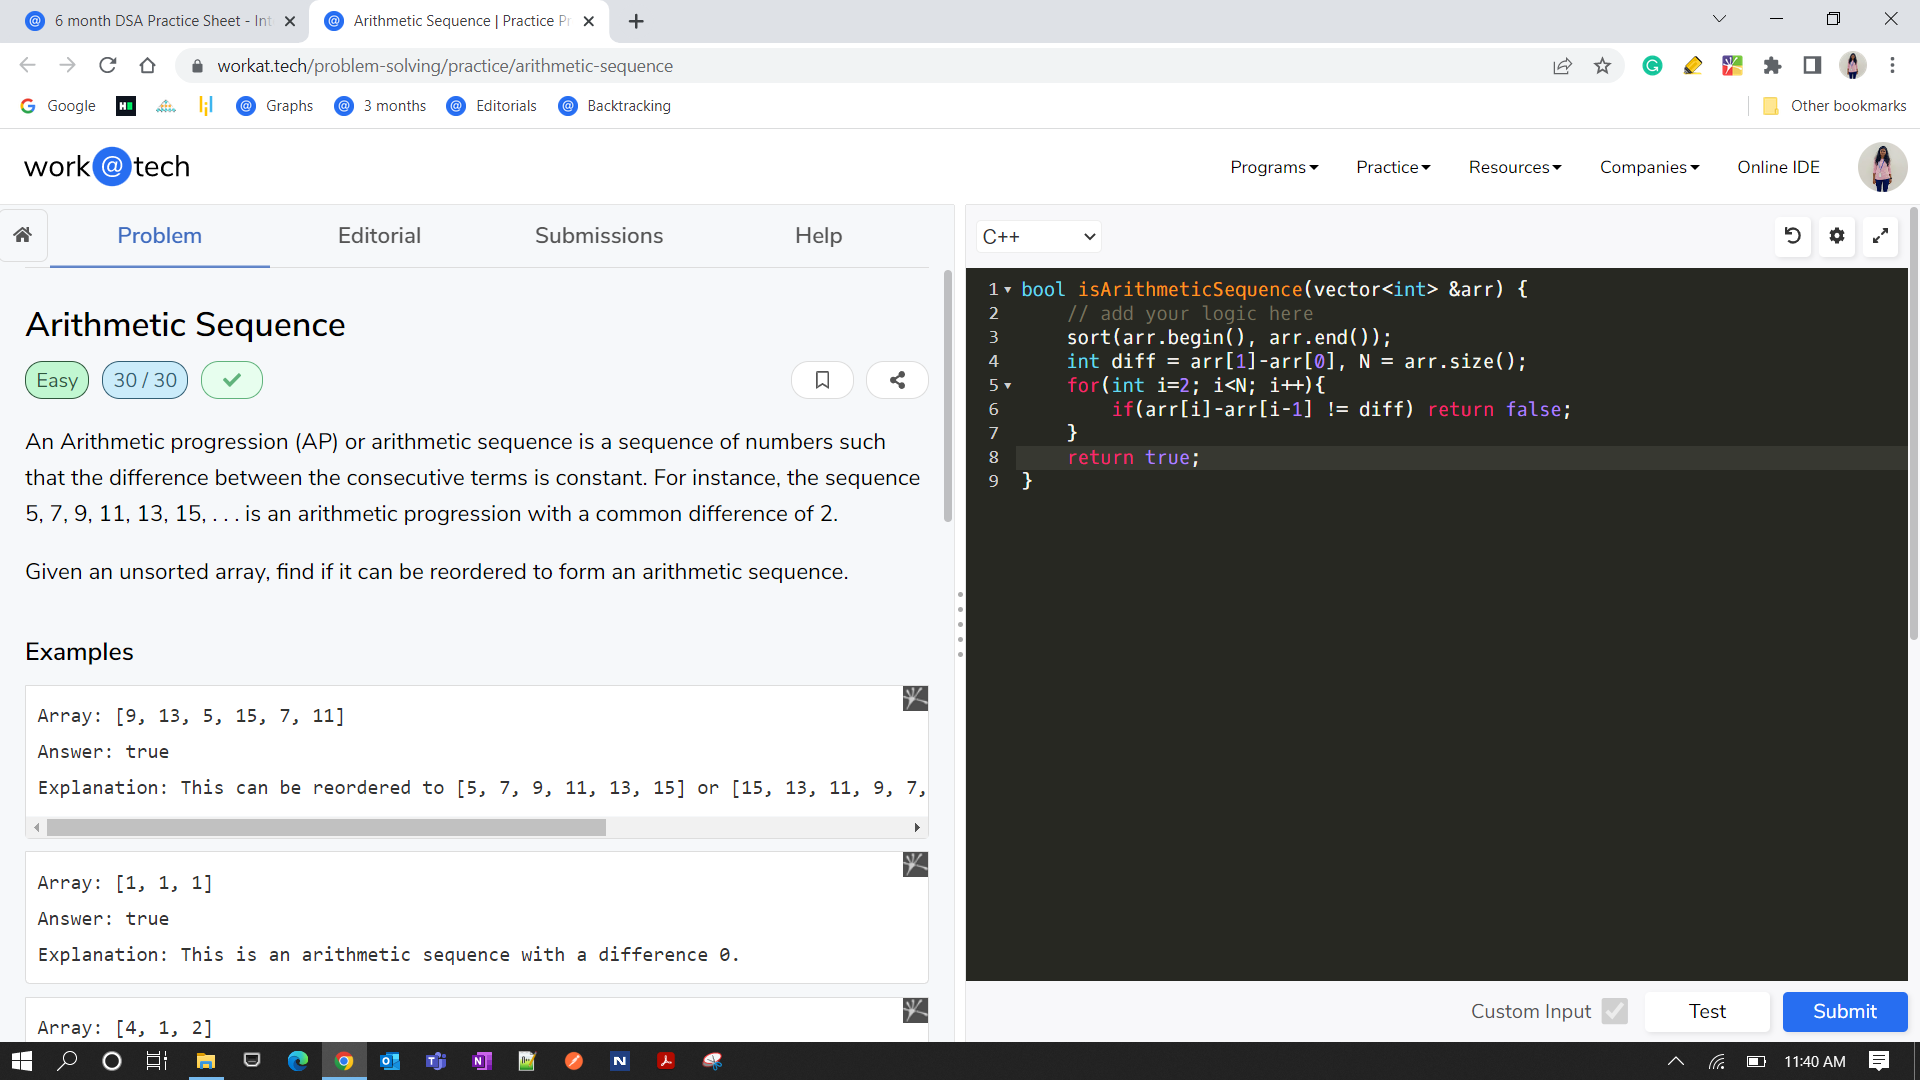 6 month DSA Practice Sheet - Int
Arithmetic Sequence | Practice Pr
workat.tech/problem-solving/practice/arithmetic-sequence
Google
Graphs
3 months
Editorials
Backtracking
Other bookmarks
work@tech
Programs
Practice
Resources
Companies
Online IDE
Problem
Editorial
Submissions
Help
C++
Arithmetic Sequence
Easy
30 / 30
An Arithmetic progression (AP) or arithmetic sequence is a sequence of numbers such
that the difference between the consecutive terms is constant. For instance, the sequence
5, 7, 9, 11, 13, 15, . . . is an arithmetic progression with a common difference of 2.
Given an unsorted array, find if it can be reordered to form an arithmetic sequence.
Examples
Array: [9, 13, 5, 15, 7, 11]
Answer: true
Explanation: This can be reordered to [5, 7, 9, 11, 13, 15] or [15, 13, 11, 9, 7,
Array: [1, 1, 1]
Answer: true
Explanation: This is an arithmetic sequence with a difference 0.
Array: [4, 1, 2]
1 bool isArithmeticSequence(vector<int> &arr) {
2 // add your logic here
3 sort(arr.begin(), arr.end());
4 int diff = arr[1]-arr[0], N = arr.size();
5 for(int i=2; i<N; i++){
6 if(arr[i]-arr[i-1] != diff) return false;
7 }
8 return true;
9 }
Custom Input
Test
Submit
11:40 AM